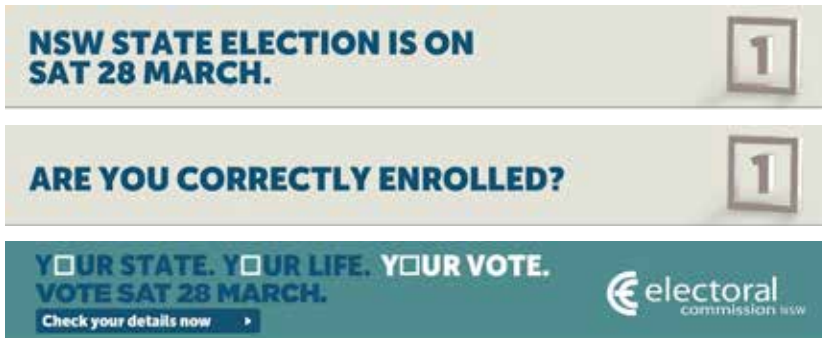 NSW STATE ELECTION IS ON
SAT 28 MARCH.
1
ARE YOU CORRECTLY ENROLLED?
1
Y☐UR STATE. Y☐UR LIFE. Y☐UR VOTE.
VOTE SAT 28 MARCH.
Check your details now
electoral
commission NSW